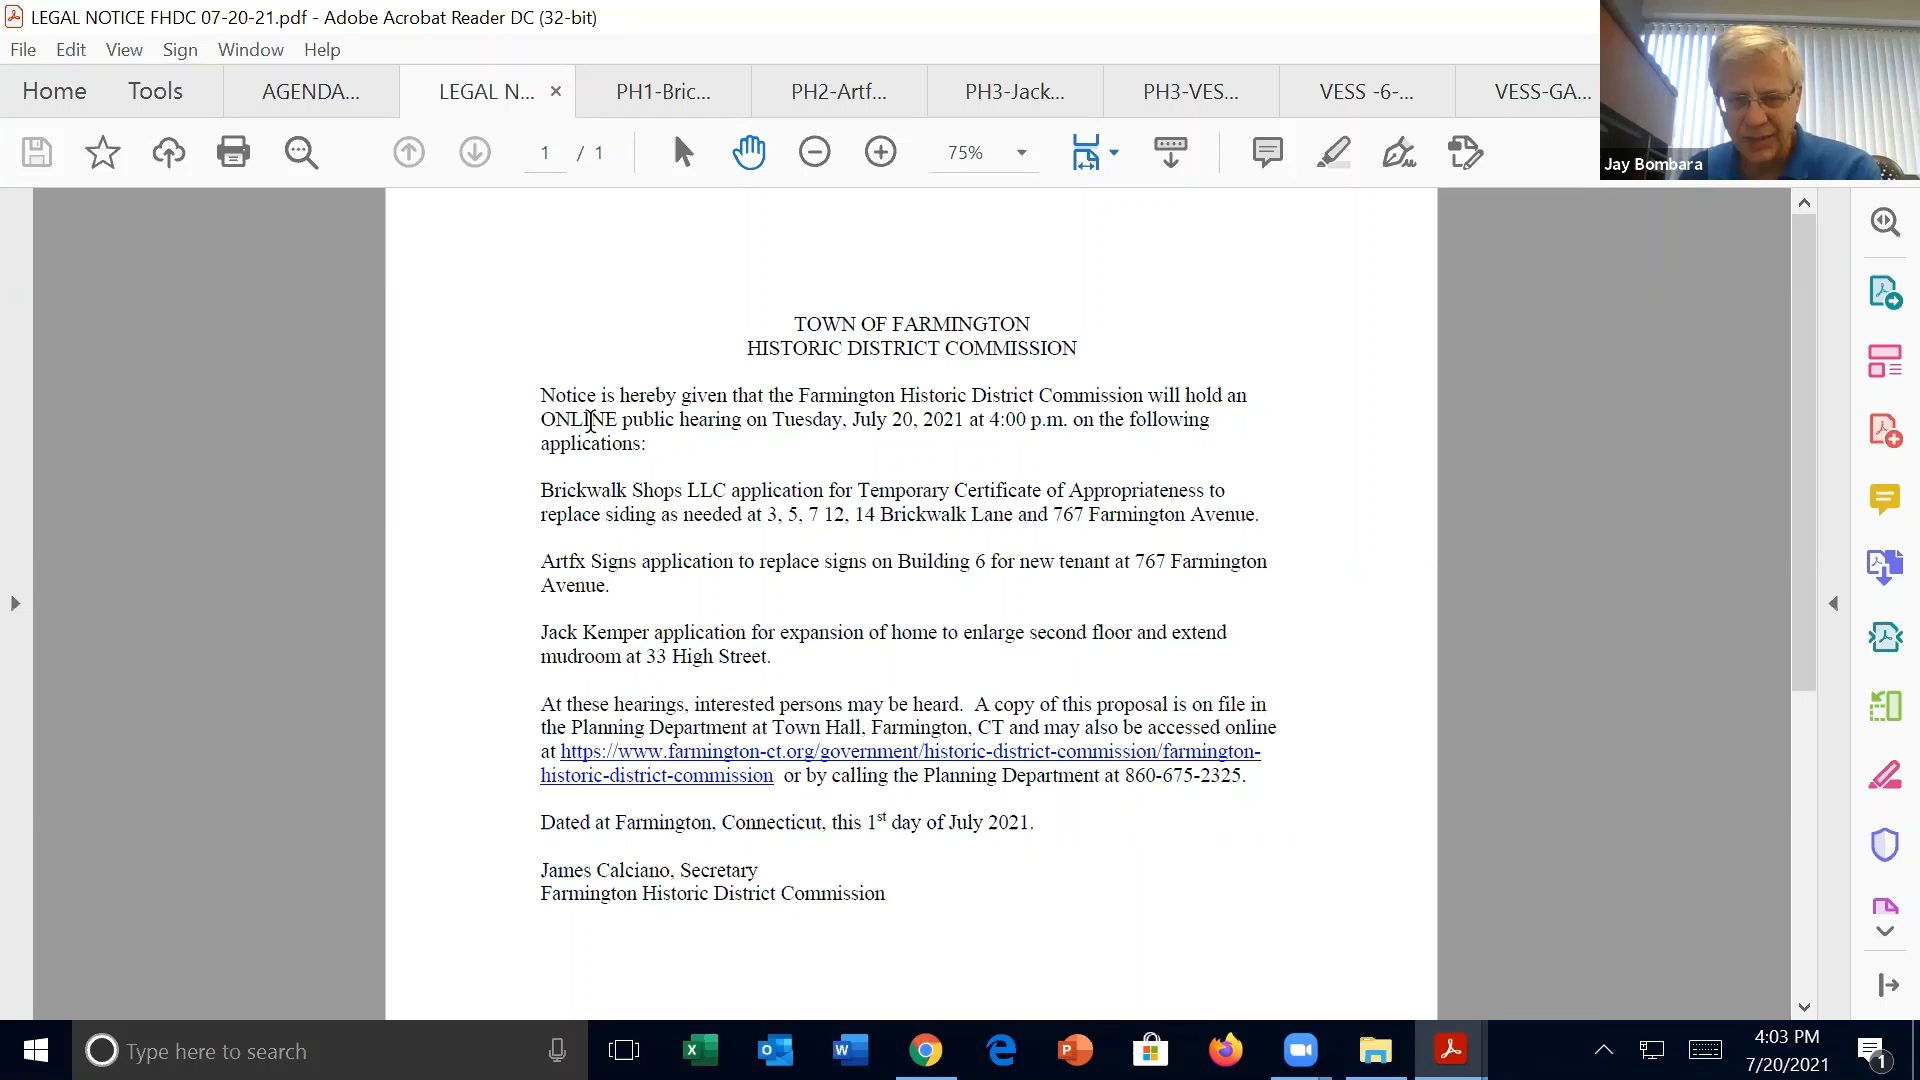 LEGAL NOTICE FHDC 07-20-21.pdf - Adobe Acrobat Reader DC (32-bit)
File Edit View Sign Window Help
Home Tools AGENDA... LEGAL N... × PH1-Bric... PH2-Artf... PH3-Jack... PH3-VES... VESS -6-... VESS-GA...
1 / 1 75%
Jay Bombara
TOWN OF FARMINGTON
HISTORIC DISTRICT COMMISSION
Notice is hereby given that the Farmington Historic District Commission will hold an
ONLINE public hearing on Tuesday, July 20, 2021 at 4:00 p.m. on the following
applications:
Brickwalk Shops LLC application for Temporary Certificate of Appropriateness to
replace siding as needed at 3, 5, 7 12, 14 Brickwalk Lane and 767 Farmington Avenue.
Artfx Signs application to replace signs on Building 6 for new tenant at 767 Farmington
Avenue.
Jack Kemper application for expansion of home to enlarge second floor and extend
mudroom at 33 High Street.
At these hearings, interested persons may be heard.  A copy of this proposal is on file in
the Planning Department at Town Hall, Farmington, CT and may also be accessed online
at https://www.farmington-ct.org/government/historic-district-commission/farmington-
historic-district-commission or by calling the Planning Department at 860-675-2325.
Dated at Farmington, Connecticut, this 1st day of July 2021.
James Calciano, Secretary
Farmington Historic District Commission
Type here to search
4:03 PM
7/20/2021
1